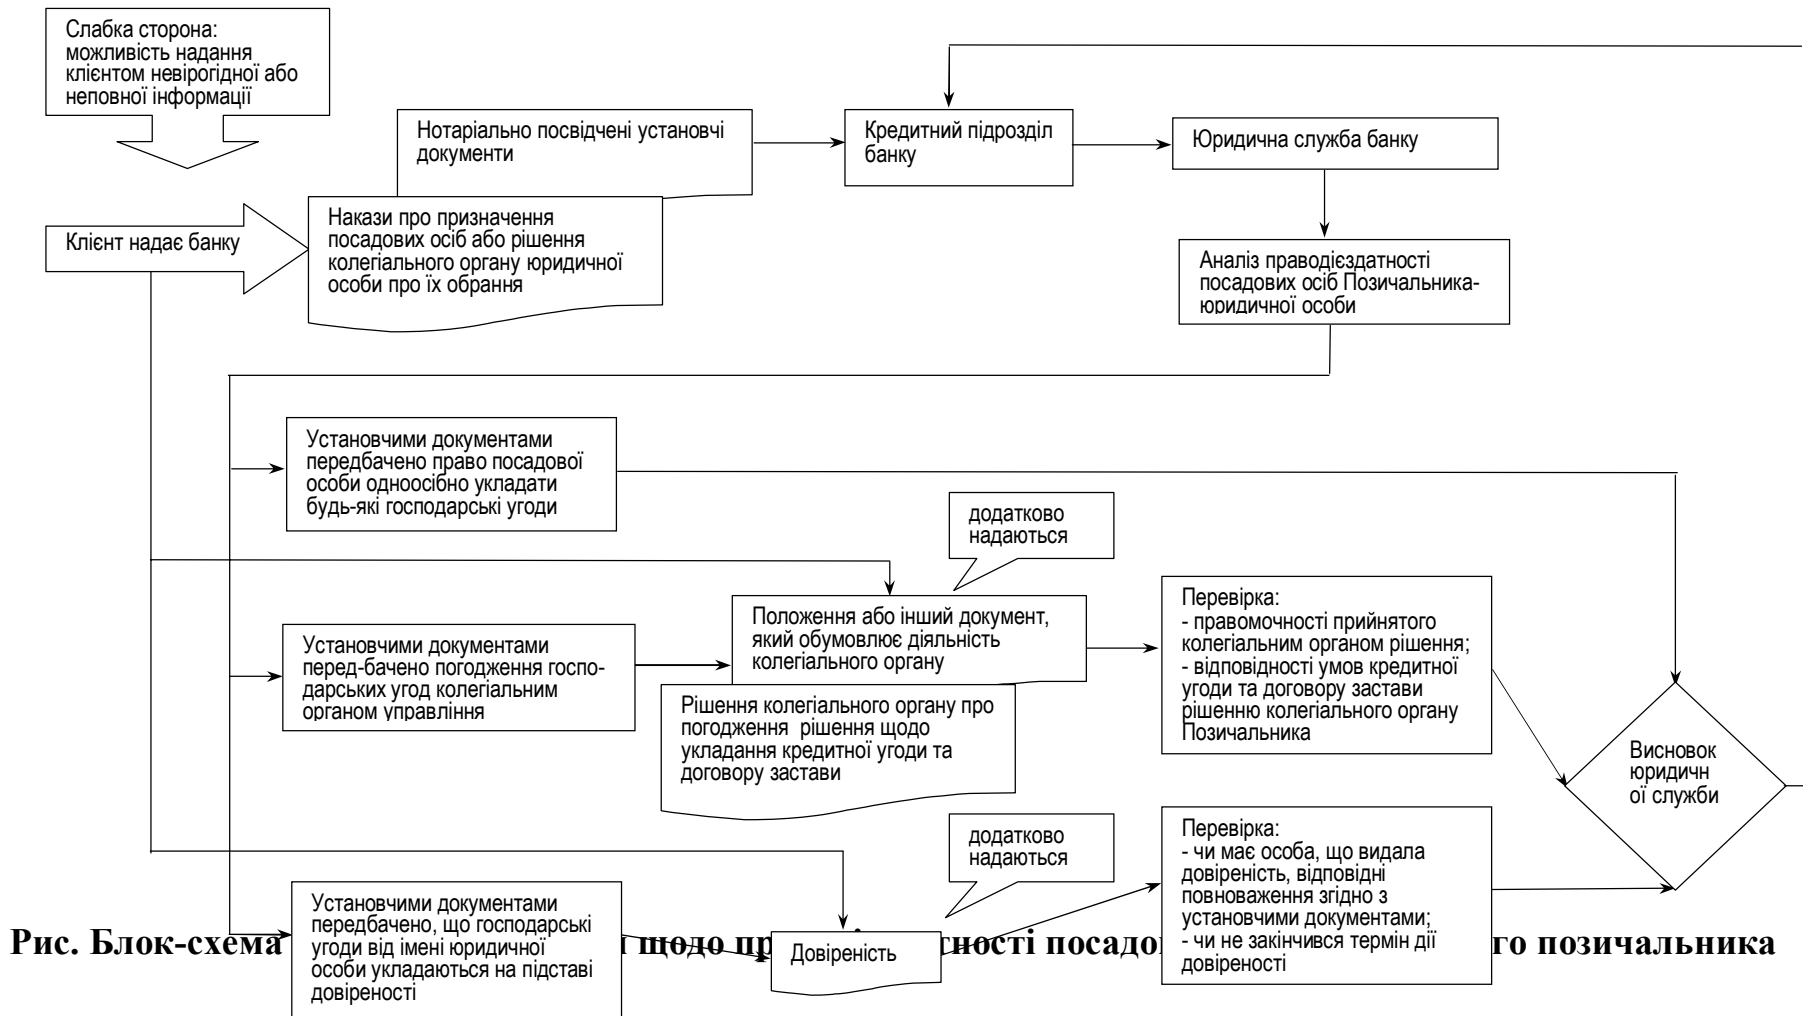 Слабка сторона:
можливість надання
клієнтом невірогідної або
неповної інформації
Нотаріально посвідчені установчі
документи
Кредитний підрозділ
банку
Юридична служба банку
Клієнт надає банку
Накази про призначення
посадових осіб або рішення
колегіального органу юридичної
особи про їх обрання
Аналіз праводієздатності
посадових осіб Позичальника-
юридичної особи
Установчими документами
передбачено право посадової
особи одноосібно укладати
будь-які господарські угоди
додатково
надаються
Установчими документами
перед-бачено погодження госпо-
дарських угод колегіальним
органом управління
Положення або інший документ,
який обумовлює діяльність
колегіального органу
Рішення колегіального органу про
погодження  рішення щодо
укладання кредитної угоди та
договору застави
Перевірка:
- правомочності прийнятого
колегіальним органом рішення;
- відповідності умов кредитної
угоди та договору застави
рішенню колегіального органу
Позичальника
Висновок
юридичн
ої служби
додатково
надаються
Установчими документами
передбачено, що господарські
угоди від імені юридичної
особи укладаються на підставі
довіреності
Довіреність
Перевірка:
- чи має особа, що видала
довіреність, відповідні
повноваження згідно з
установчими документами;
- чи не закінчився термін дії
довіреності
Рис. Блок-схема щодо посадо позичальника